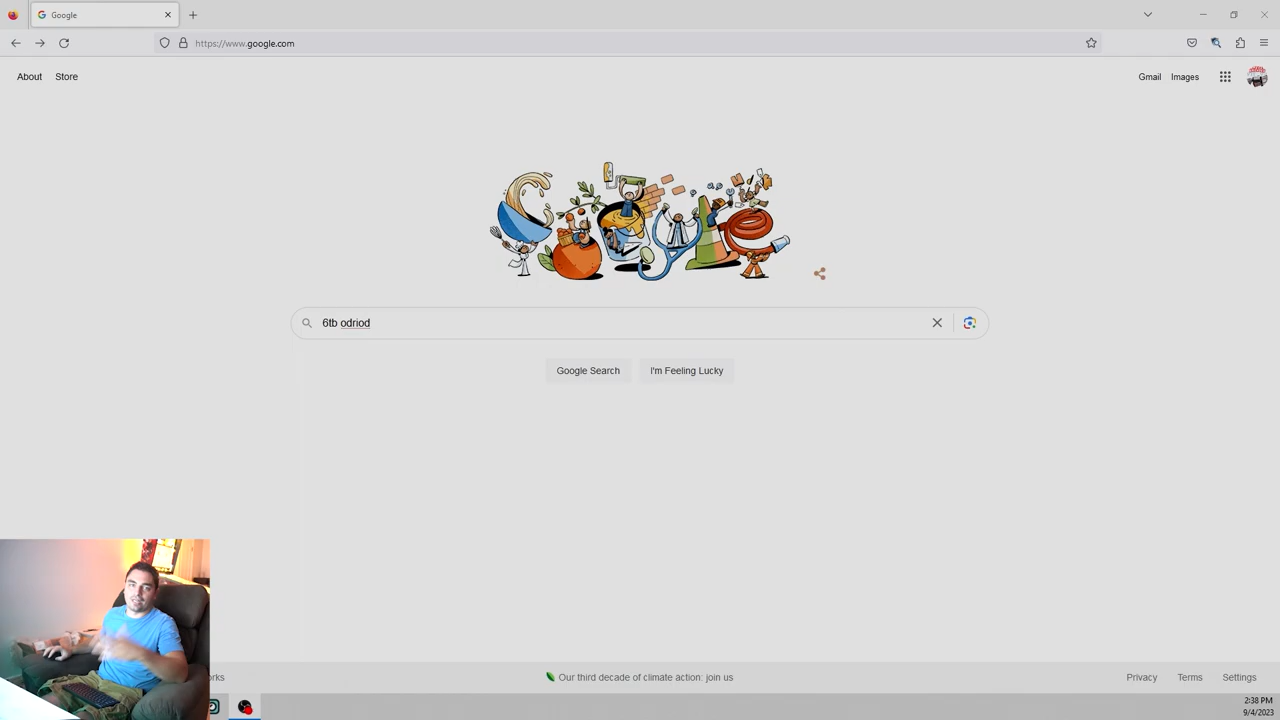 Google
https://www.google.com
About
Store
Gmail
Images
6tb odriod
Google Search
I'm Feeling Lucky
orks
Our third decade of climate action: join us
Privacy
Terms
Settings
2:38 PM
9/4/2023